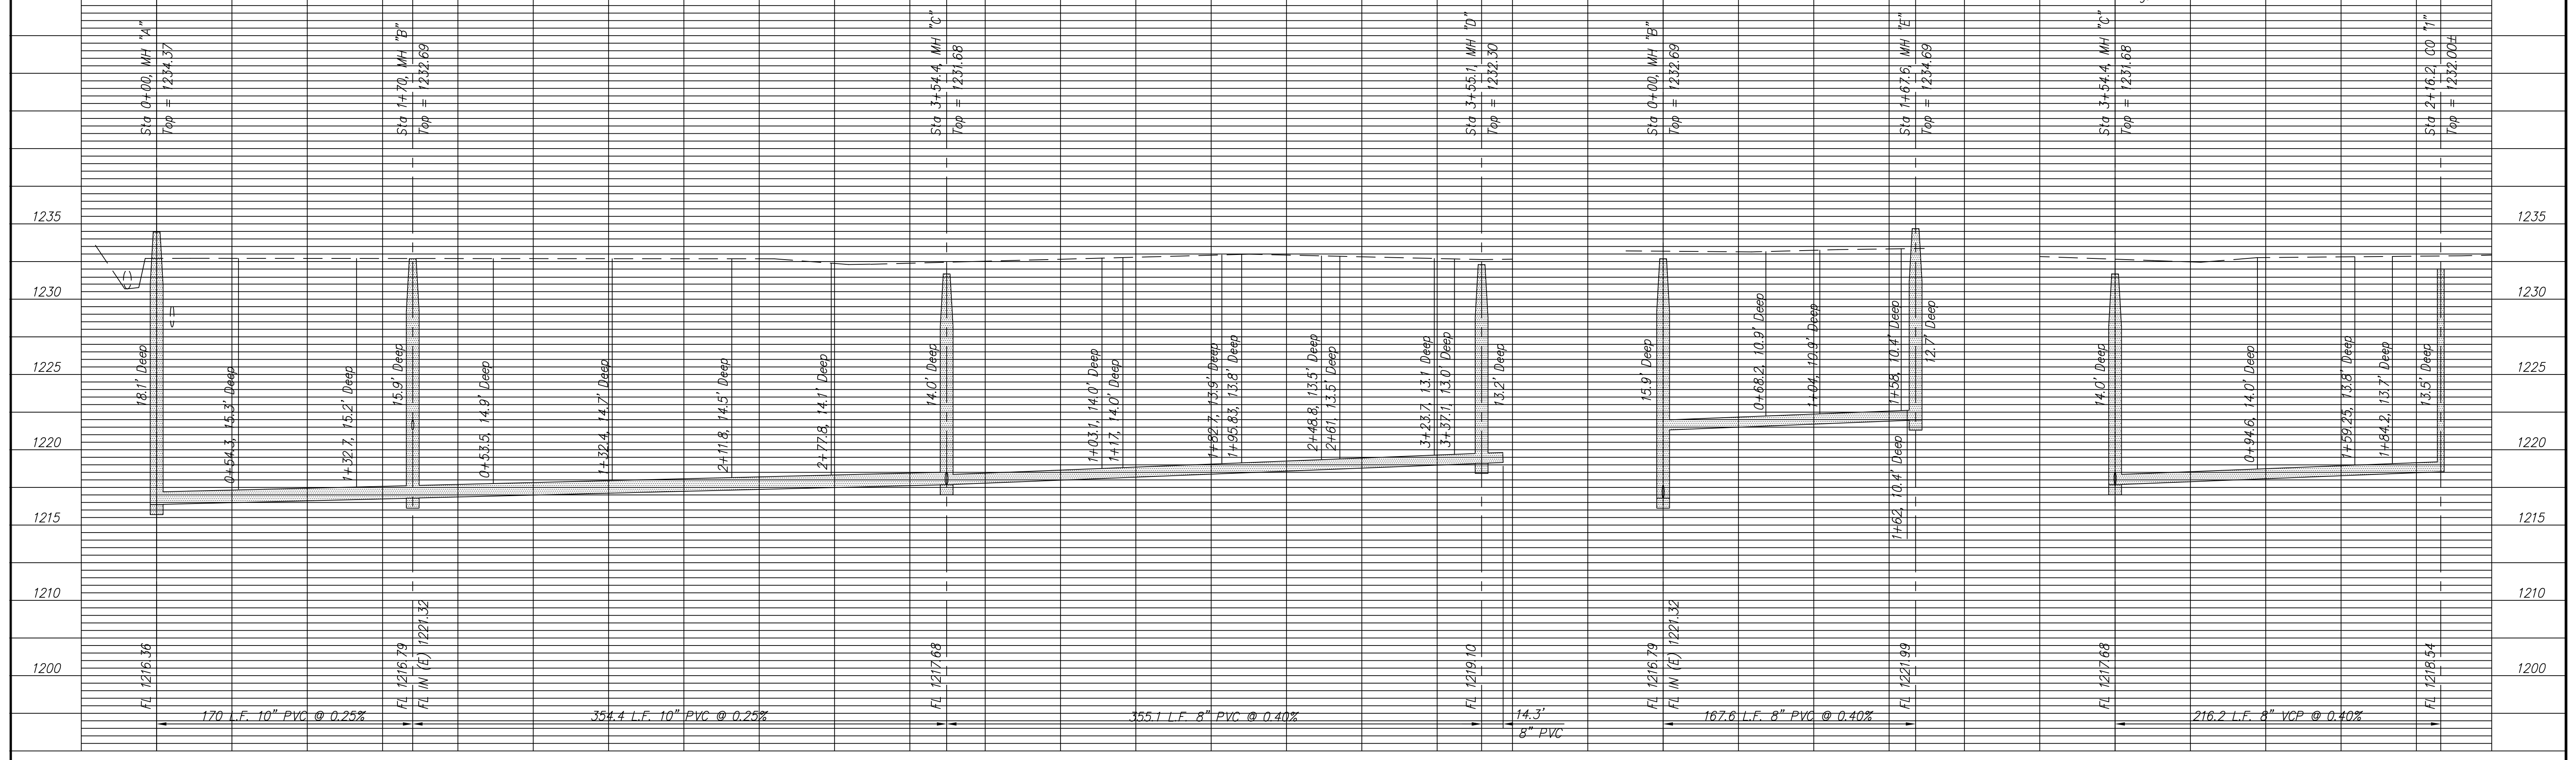 Sta 0+00, MH "A"
Top = 1234.37
Sta 1+70, MH "B"
Top = 1232.69
Sta 3+54.4, MH "C"
Top = 1231.68
Sta 3+55.1, MH "D"
Top = 1232.30
Sta 0+00, MH "B"
Top = 1232.69
Sta 1+67.6, MH "E"
Top = 1234.69
Sta 3+54.4, MH "C"
Top = 1231.68
Sta 2+16.2, CO "1"
Top = 1232.00±
1235
1235
1230
1230
1225
1225
1220
1220
1215
1215
1210
1210
1200
1200
18.1' Deep
0+54.3, 15.3' Deep
1+32.7, 15.2' Deep
15.9' Deep
0+53.5, 14.9' Deep
1+32.4, 14.7' Deep
2+11.8, 14.5' Deep
2+77.8, 14.1' Deep
14.0' Deep
1+03.1, 14.0' Deep
1+17, 14.0' Deep
1+82.7, 13.9' Deep
1+95.83, 13.8' Deep
2+48.8, 13.5' Deep
2+61, 13.5' Deep
3+23.7, 13.1 Deep
3+37.1, 13.0' Deep
13.2' Deep
15.9' Deep
0+68.2, 10.9' Deep
1+04, 10.9' Deep
1+58, 10.4' Deep
1+62, 10.4' Deep
12.7' Deep
14.0' Deep
0+94.6, 14.0' Deep
1+59.25, 13.8' Deep
1+84.2, 13.7' Deep
13.5' Deep
FL 1216.36
FL 1216.79
FL IN (E) 1221.32
FL 1217.68
FL 1219.10
FL 1216.79
FL IN (E) 1221.32
FL 1221.99
FL 1217.68
FL 1218.54
170 L.F. 10" PVC @ 0.25%
354.4 L.F. 10" PVC @ 0.25%
355.1 L.F. 8" PVC @ 0.40%
14.3'
8" PVC
167.6 L.F. 8" PVC @ 0.40%
216.2 L.F. 8" VCP @ 0.40%